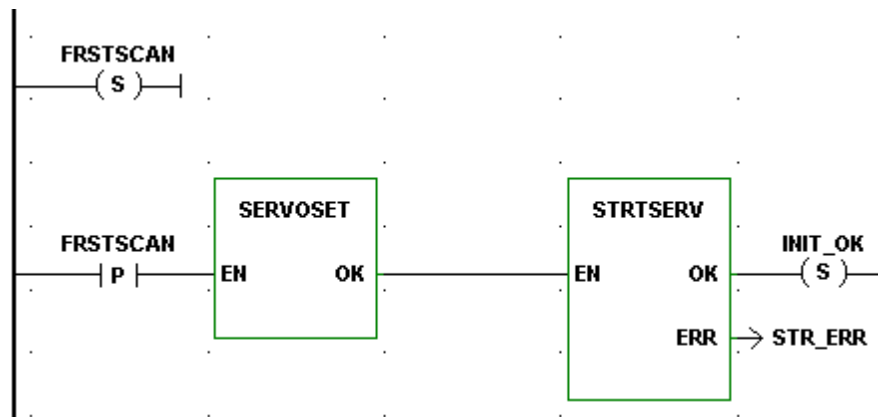 FRSTSCAN
S
SERVOSET
STRTSERV
FRSTSCAN
INIT_OK
P
EN
OK
EN
OK
S
ERR
STR_ERR